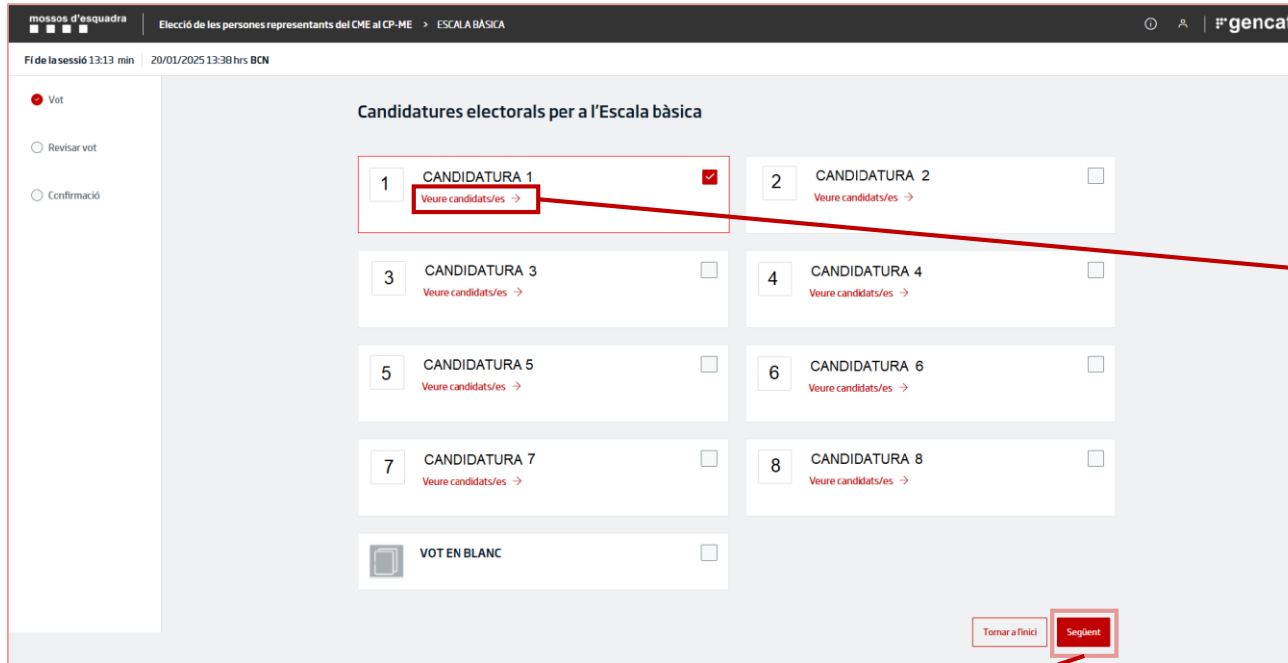 mossos d'esquadra
Elecció de les persones representants del CME al CP-ME > ESCALA BÀSICA
gencat
Fí de la sessió 13:13 min 20/01/2025 13:38 hrs BCN
Vot
Revisar vot
Confirmació
Candidatures electorals per a l'Escala bàsica
1 CANDIDATURA 1
Veure candidats/es →
2 CANDIDATURA 2
Veure candidats/es →
3 CANDIDATURA 3
Veure candidats/es →
4 CANDIDATURA 4
Veure candidats/es →
5 CANDIDATURA 5
Veure candidats/es →
6 CANDIDATURA 6
Veure candidats/es →
7 CANDIDATURA 7
Veure candidats/es →
8 CANDIDATURA 8
Veure candidats/es →
VOT EN BLANC
Tornar a l'inici
Següent